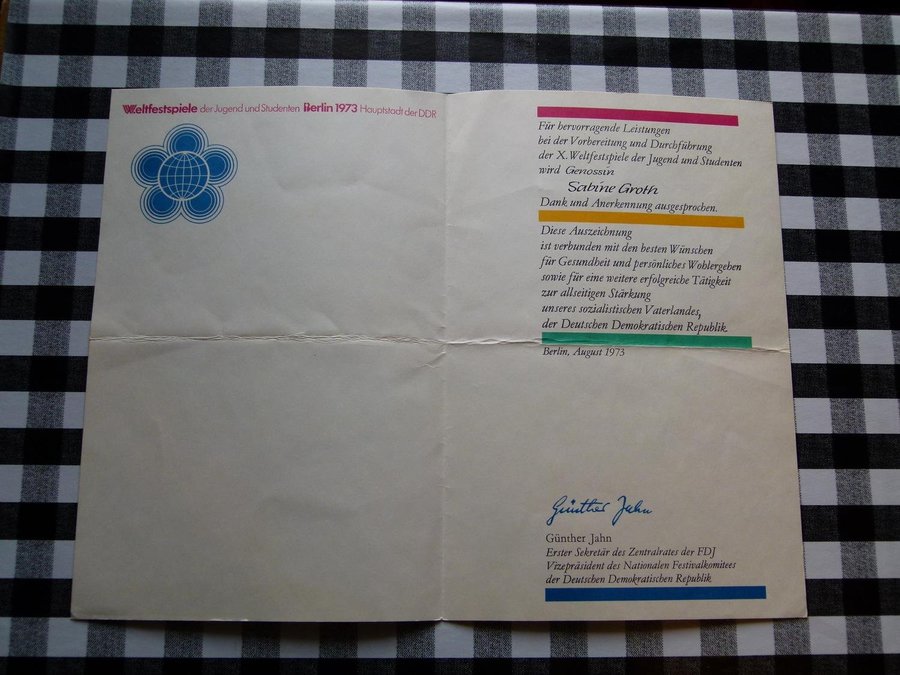 Weltfestspiele der Jugend und Studenten Berlin 1973 Hauptstadt der DDR
Für hervorragende Leistungen
bei der Vorbereitung und Durchführung
der X. Weltfestspiele der Jugend und Studenten
wird Genossin
Sabine Groth
Dank und Anerkennung ausgesprochen.
Diese Auszeichnung
ist verbunden mit den besten Wünschen
für Gesundheit und persönliches Wohlergehen
sowie für eine weitere erfolgreiche Tätigkeit
zur allseitigen Stärkung
unseres sozialistischen Vaterlandes,
der Deutschen Demokratischen Republik.
Berlin, August 1973
Günther Jahn
Günther Jahn
Erster Sekretär des Zentralrates der FDJ
Vizepräsident des Nationalen Festivalkomitees
der Deutschen Demokratischen Republik